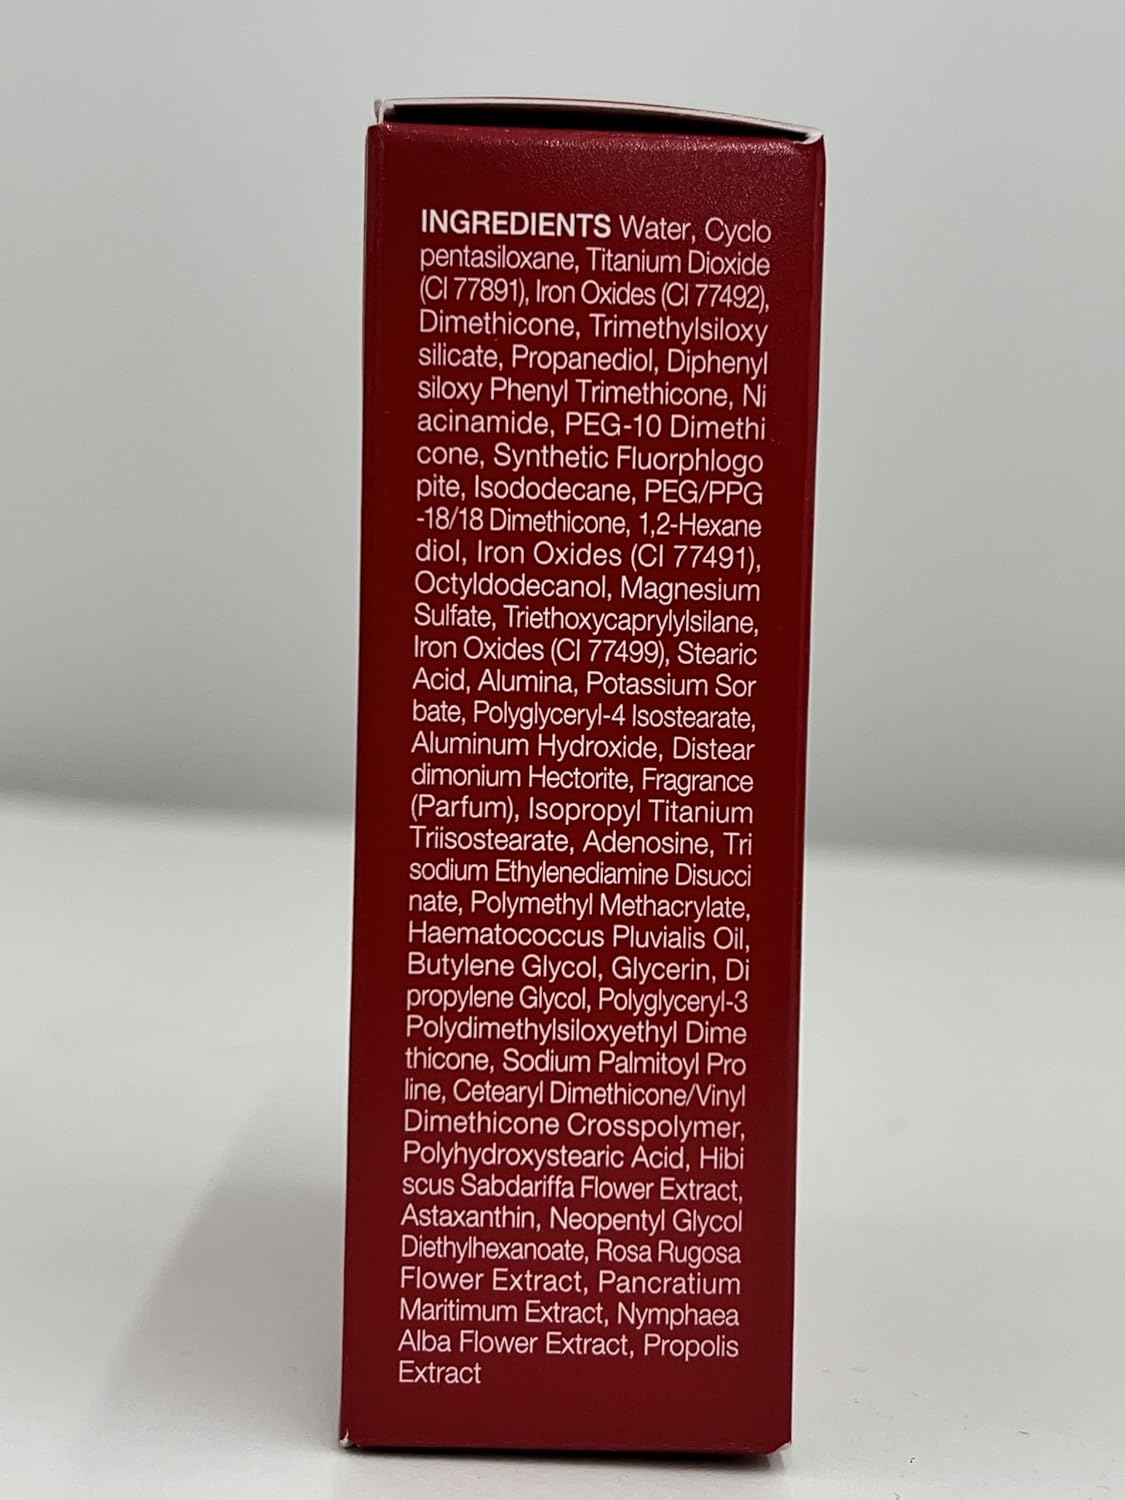 INGREDIENTS Water, Cyclo
pentasiloxane, Titanium Dioxide
(CI 77891), Iron Oxides (CI 77492),
Dimethicone, Trimethylsiloxy
silicate, Propanediol, Diphenyl
siloxy Phenyl Trimethicone, Ni
acinamide, PEG-10 Dimethi
cone, Synthetic Fluorphlogo
pite, Isododecane, PEG/PPG
-18/18 Dimethicone, 1,2-Hexane
diol, Iron Oxides (CI 77491),
Octyldodecanol, Magnesium
Sulfate, Triethoxycaprylylsilane,
Iron Oxides (CI 77499), Stearic
Acid, Alumina, Potassium Sor
bate, Polyglyceryl-4 Isostearate,
Aluminum Hydroxide, Distear
dimonium Hectorite, Fragrance
(Parfum), Isopropyl Titanium
Triisostearate, Adenosine, Tri
sodium Ethylenediamine Disucci
nate, Polymethyl Methacrylate,
Haematococcus Pluvialis Oil,
Butylene Glycol, Glycerin, Di
propylene Glycol, Polyglyceryl-3
Polydimethylsiloxyethyl Dime
thicone, Sodium Palmitoyl Pro
line, Cetearyl Dimethicone/Vinyl
Dimethicone Crosspolymer,
Polyhydroxystearic Acid, Hibi
scus Sabdariffa Flower Extract,
Astaxanthin, Neopentyl Glycol
Diethylhexanoate, Rosa Rugosa
Flower Extract, Pancratium
Maritimum Extract, Nymphaea
Alba Flower Extract, Propolis
Extract